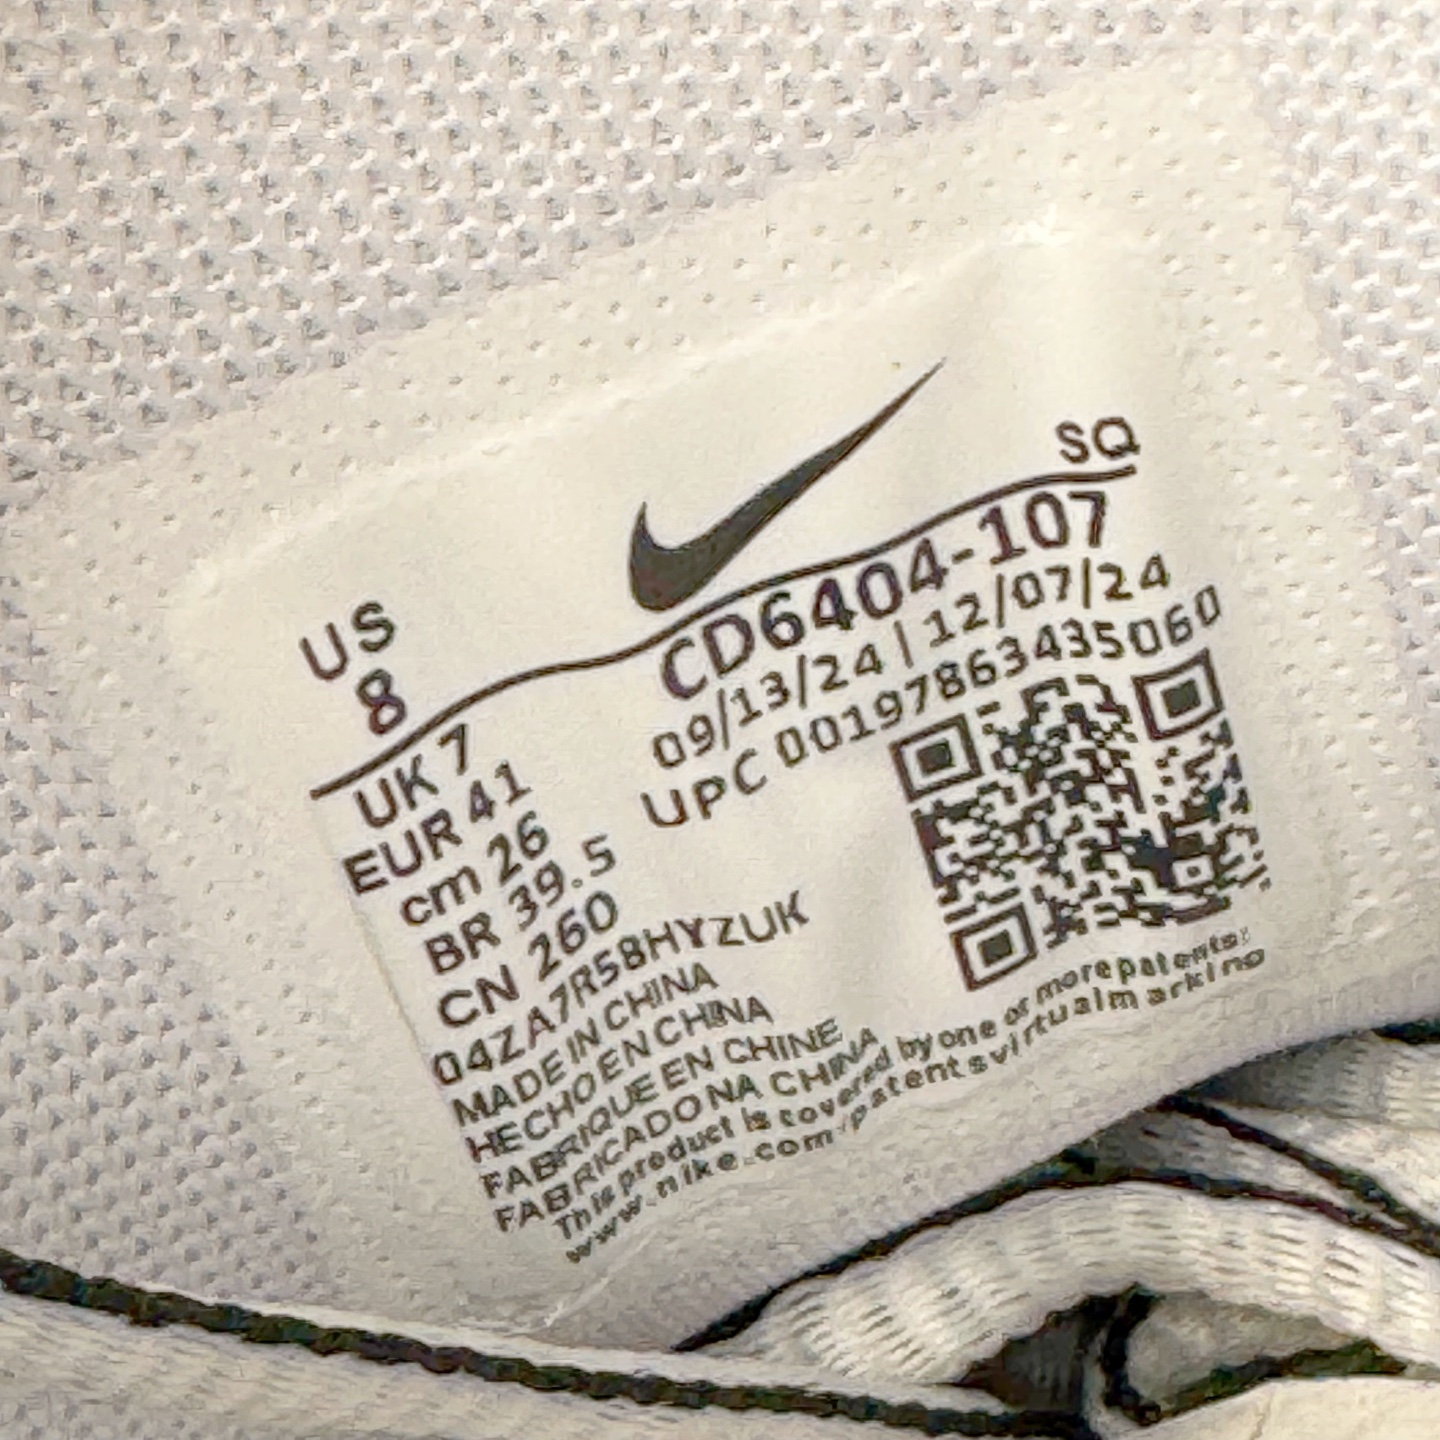 US
8
SQ
UK 7
EUR 41
cm 26
BR 39.5
CN 260
CD6404-107
09/13/24 | 12/07/24
UPC 00197863435060
04ZA7R58HYZUK
MADE IN CHINA
HECHO EN CHINA
FABRIQUE EN CHINE
FABRICADO NA CHINA
This product is covered by one or more patents:
www.nike.com/patentsvirtualmarking